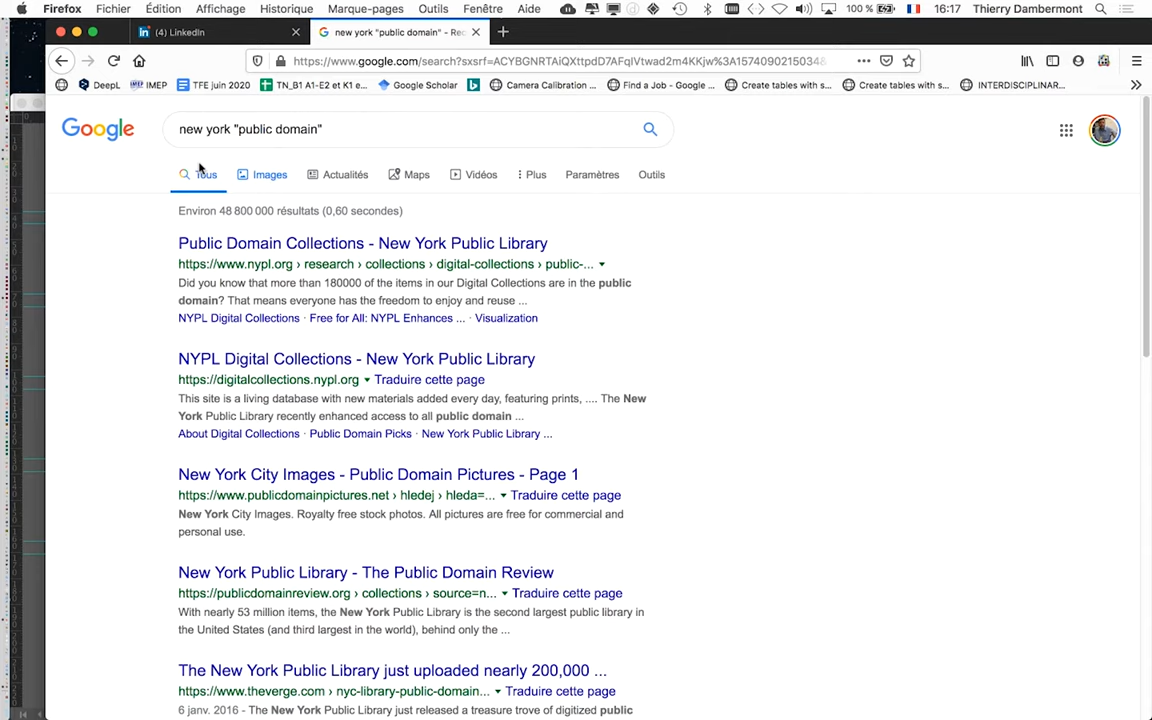 Firefox Fichier Édition Affichage Historique Marque-pages Outils Fenêtre Aide 100 % 16:17 Thierry Dambermont
(4) LinkedIn new york "public domain" - Rec
https://www.google.com/search?sxsrf=ACYBGNRTAiQXttpdD7AFqIVtwad2m4KKjw%3A1574090215034&
DeepL IMEP TFE juin 2020 TN_B1 A1-E2 et K1 e... Google Scholar Camera Calibration ... Find a Job - Google ... Create tables with s... Create tables with s... INTERDISCIPLINAR...
Google new york "public domain"
Tous Images Actualités Maps Vidéos Plus Paramètres Outils
Environ 48 800 000 résultats (0,60 secondes)
Public Domain Collections - New York Public Library
https://www.nypl.org › research › collections › digital-collections › public-...
Did you know that more than 180000 of the items in our Digital Collections are in the public
domain? That means everyone has the freedom to enjoy and reuse ...
NYPL Digital Collections · Free for All: NYPL Enhances ... · Visualization
NYPL Digital Collections - New York Public Library
https://digitalcollections.nypl.org Traduire cette page
This site is a living database with new materials added every day, featuring prints, .... The New
York Public Library recently enhanced access to all public domain ...
About Digital Collections · Public Domain Picks · New York Public Library ...
New York City Images - Public Domain Pictures - Page 1
https://www.publicdomainpictures.net › hledej › hleda=... Traduire cette page
New York City Images. Royalty free stock photos. All pictures are free for commercial and
personal use.
New York Public Library - The Public Domain Review
https://publicdomainreview.org › collections › source=n... Traduire cette page
With nearly 53 million items, the New York Public Library is the second largest public library in
the United States (and third largest in the world), behind only the ...
The New York Public Library just uploaded nearly 200,000 ...
https://www.theverge.com › nyc-library-public-domain... Traduire cette page
6 janv. 2016 - The New York Public Library just released a treasure trove of digitized public